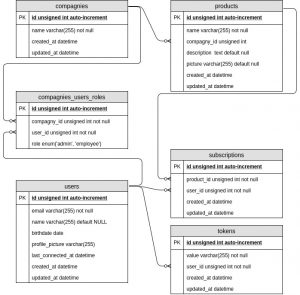 compagnies
PK id unsigned int auto-increment
name varchar(255) not null
created_at datetime
updated_at datetime
products
PK id unsigned int auto-increment
name varchar(255) not null
compagny_id unsigned int
description text default null
picture varchar(255) default null
created_at datetime
updated_at datetime
compagnies_users_roles
PK id unsigned int auto-increment
compagny_id unsigned int not null
user_id unsigned int not null
role enum('admin', 'employee')
subscriptions
PK id unsigned int auto-increment
product_id unsigned int not null
user_id unsigned int not null
created_at datetime
updated_at datetime
users
PK id unsigned int auto-increment
email varchar(255) not null
name varchar(255) default NULL
birthdate date
profile_picture varchar(255)
last_connected_at datetime
created_at datetime
updated_at datetime
tokens
PK id unsigned int auto-increment
value varchar(255) not null
user_id unsigned int not null
created_at datetime
updated_at datetime